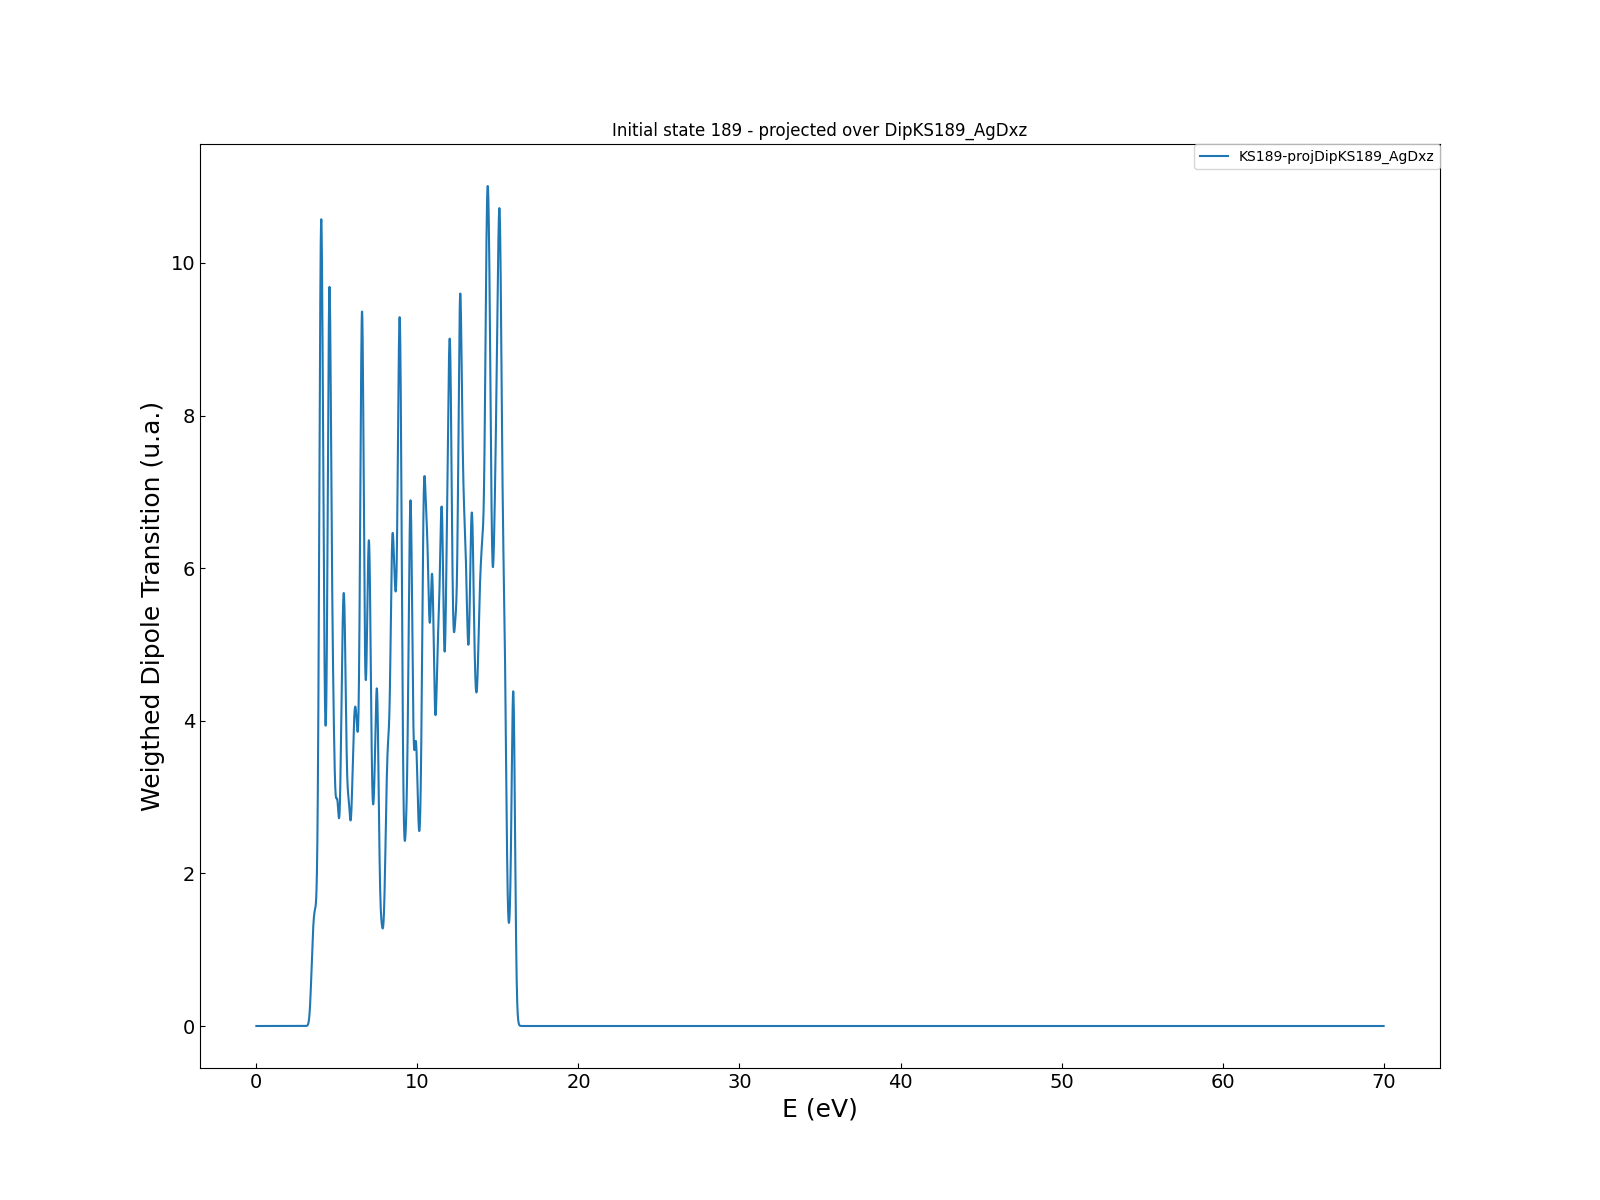 Initial state 189 - projected over DipKS189_AgDxz
KS189-projDipKS189_AgDxz
Weigthed Dipole Transition (u.a.)
10
8
6
4
2
0
0 10 20 30 40 50 60 70
E (eV)